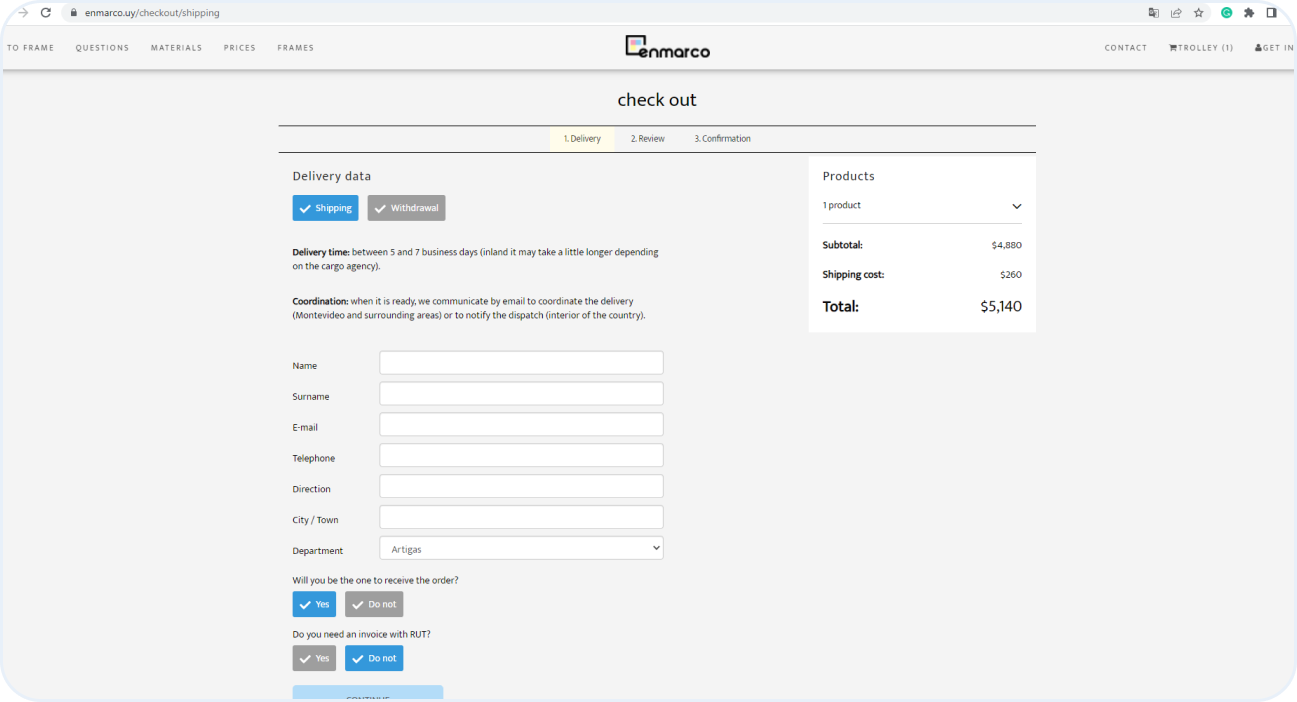 enmarco.uy/checkout/shipping
TO FRAME QUESTIONS MATERIALS PRICES FRAMES
enmarco
CONTACT TROLLEY (1) GET IN
check out
1. Delivery 2. Review 3. Confirmation
Delivery data
Shipping Withdrawal
Delivery time: between 5 and 7 business days (inland it may take a little longer depending
on the cargo agency).
Coordination: when it is ready, we communicate by email to coordinate the delivery
(Montevideo and surrounding areas) or to notify the dispatch (interior of the country).
Name
Surname
E-mail
Telephone
Direction
City / Town
Department Artigas
Will you be the one to receive the order?
Yes Do not
Do you need an invoice with RUT?
Yes Do not
CONTINUE
Products
1 product
Subtotal: $4,880
Shipping cost: $260
Total: $5,140